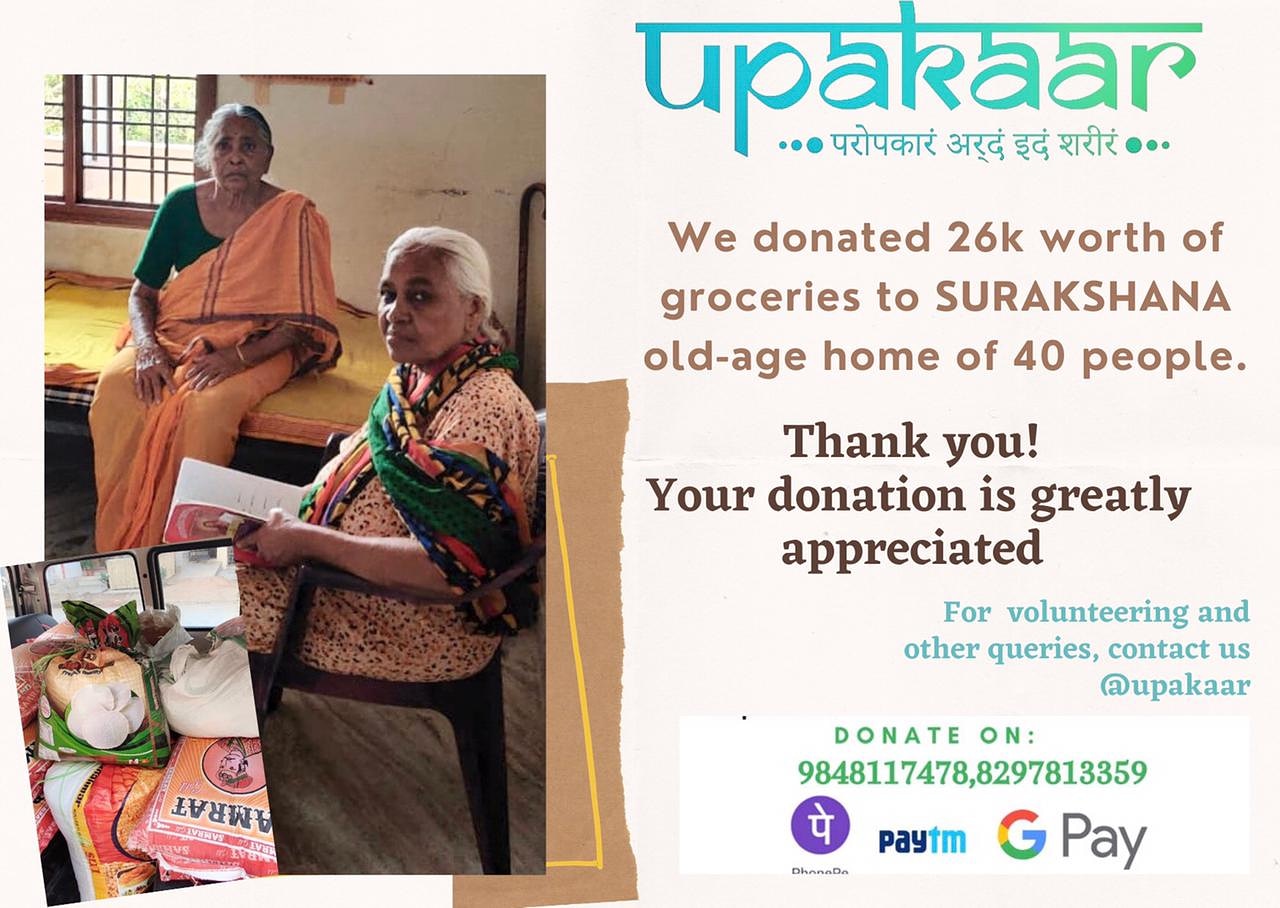 upakaar
परोपकारं अर्दं इदं शरीरं
We donated 26k worth of
groceries to SURAKSHANA
old-age home of 40 people.
Thank you!
Your donation is greatly
appreciated
For volunteering and
other queries, contact us
@upakaar
DONATE ON:
9848117478,8297813359
पे
paytm
G Pay
PhonePe
SAMRAT